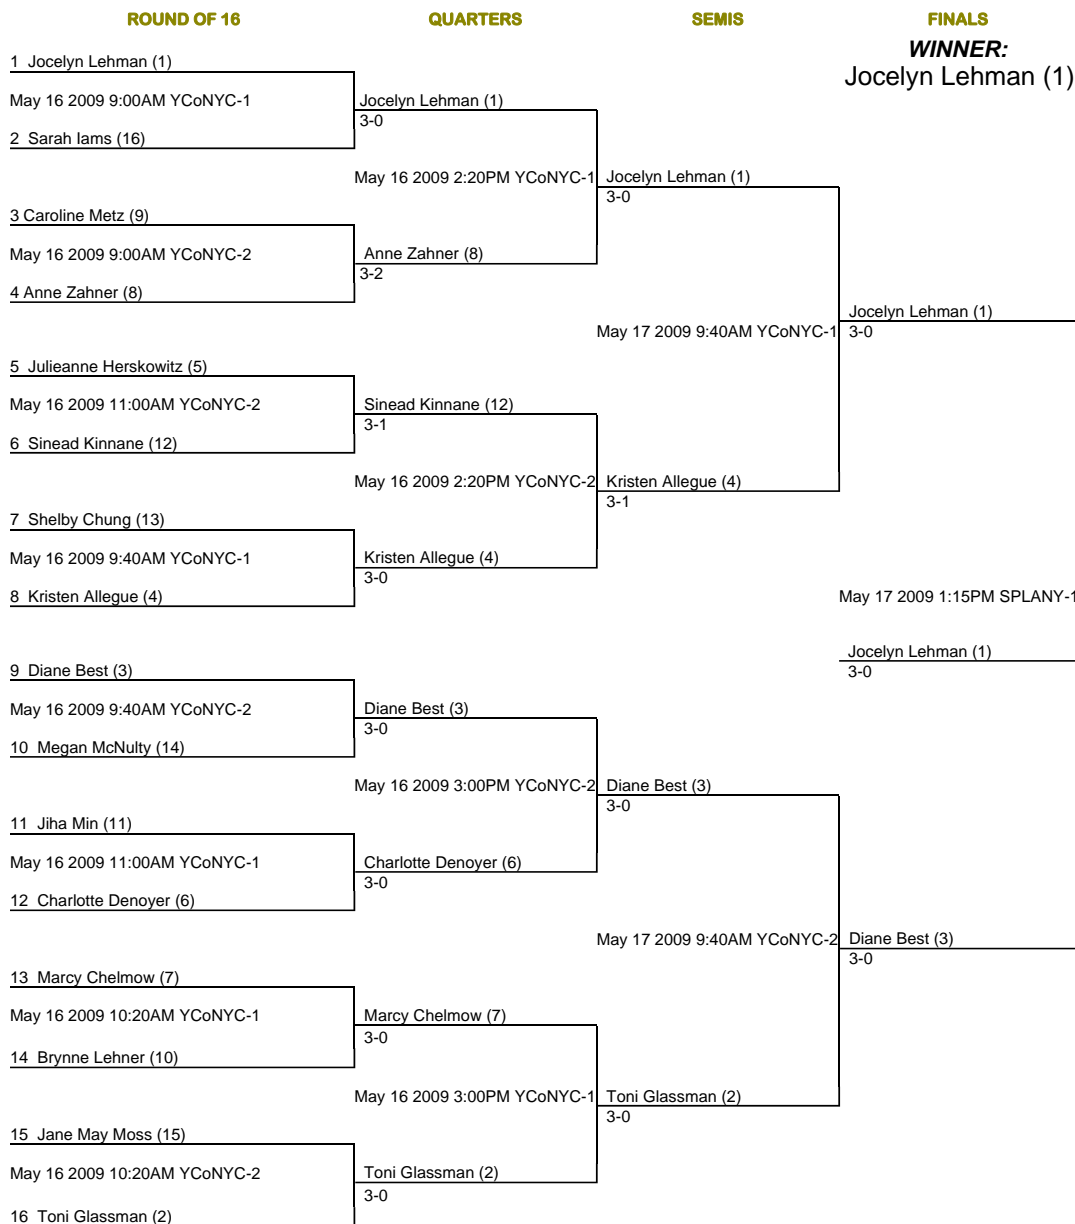 ROUND OF 16
QUARTERS
SEMIS
FINALS
WINNER:
Jocelyn Lehman (1)
1 Jocelyn Lehman (1)
May 16 2009 9:00AM YCoNYC-1
2 Sarah Iams (16)
Jocelyn Lehman (1)
3-0
May 16 2009 2:20PM YCoNYC-1
Jocelyn Lehman (1)
3-0
3 Caroline Metz (9)
May 16 2009 9:00AM YCoNYC-2
4 Anne Zahner (8)
Anne Zahner (8)
3-2
May 17 2009 9:40AM YCoNYC-1
Jocelyn Lehman (1)
3-0
5 Julieanne Herskowitz (5)
May 16 2009 11:00AM YCoNYC-2
6 Sinead Kinnane (12)
Sinead Kinnane (12)
3-1
May 16 2009 2:20PM YCoNYC-2
Kristen Allegue (4)
3-1
7 Shelby Chung (13)
May 16 2009 9:40AM YCoNYC-1
8 Kristen Allegue (4)
Kristen Allegue (4)
3-0
May 17 2009 1:15PM SPLANY-1
Jocelyn Lehman (1)
3-0
9 Diane Best (3)
May 16 2009 9:40AM YCoNYC-2
10 Megan McNulty (14)
Diane Best (3)
3-0
May 16 2009 3:00PM YCoNYC-2
Diane Best (3)
3-0
11 Jiha Min (11)
May 16 2009 11:00AM YCoNYC-1
12 Charlotte Denoyer (6)
Charlotte Denoyer (6)
3-0
May 17 2009 9:40AM YCoNYC-2
Diane Best (3)
3-0
13 Marcy Chelmow (7)
May 16 2009 10:20AM YCoNYC-1
14 Brynne Lehner (10)
Marcy Chelmow (7)
3-0
May 16 2009 3:00PM YCoNYC-1
Toni Glassman (2)
3-0
15 Jane May Moss (15)
May 16 2009 10:20AM YCoNYC-2
16 Toni Glassman (2)
Toni Glassman (2)
3-0